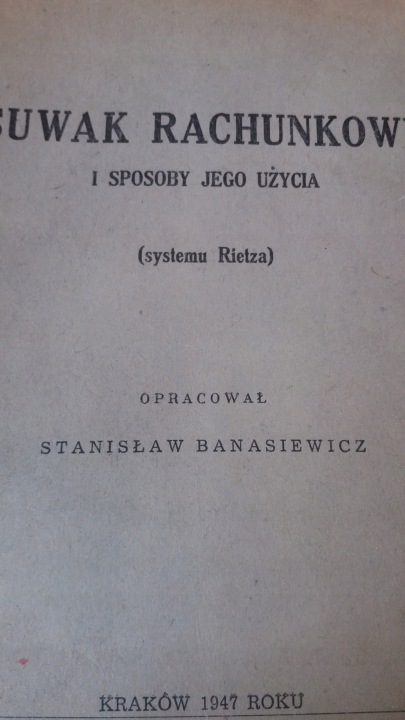 SUWAK RACHUNKOW
I SPOSOBY JEGO UŻYCIA
(systemu Rietza)
OPRACOWAŁ
STANISŁAW BANASIEWICZ
KRAKÓW 1947 ROKU